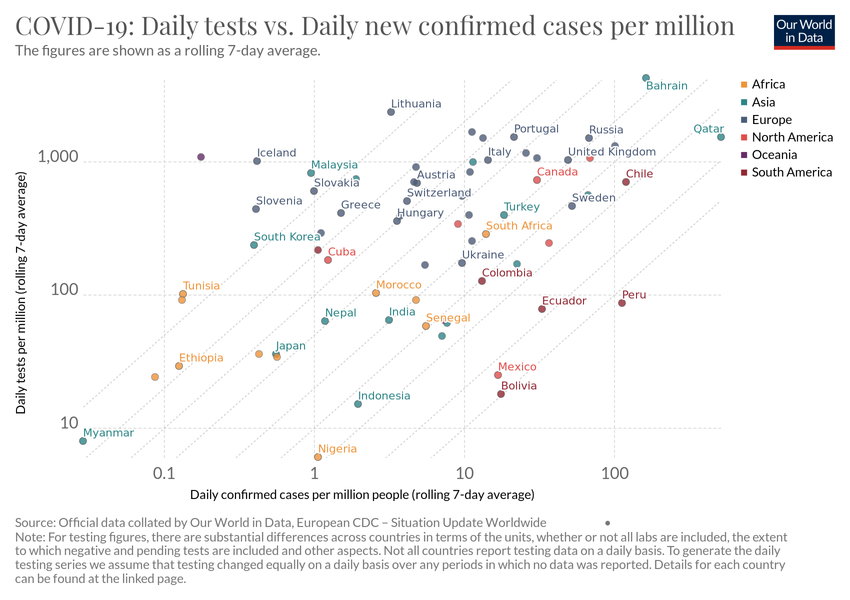 COVID-19: Daily tests vs. Daily new confirmed cases per million
The figures are shown as a rolling 7-day average.
Our World
in Data
Africa
Asia
Europe
North America
Oceania
South America
Daily tests per million (rolling 7-day average)
1,000
100
10
Bahrain
Lithuania
Portugal
Russia
Qatar
Iceland
Italy
United Kingdom
Malaysia
Austria
Canada
Chile
Slovakia
Switzerland
Sweden
Slovenia
Greece
Hungary
Turkey
South Africa
South Korea
Cuba
Ukraine
Colombia
Tunisia
Morocco
Ecuador
Peru
Nepal
India
Senegal
Japan
Ethiopia
Mexico
Bolivia
Indonesia
Myanmar
Nigeria
0.1
1
10
100
Daily confirmed cases per million people (rolling 7-day average)
Source: Official data collated by Our World in Data, European CDC – Situation Update Worldwide
Note: For testing figures, there are substantial differences across countries in terms of the units, whether or not all labs are included, the extent
to which negative and pending tests are included and other aspects. Not all countries report testing data on a daily basis. To generate the daily
testing series we assume that testing changed equally on a daily basis over any periods in which no data was reported. Details for each country
can be found at the linked page.